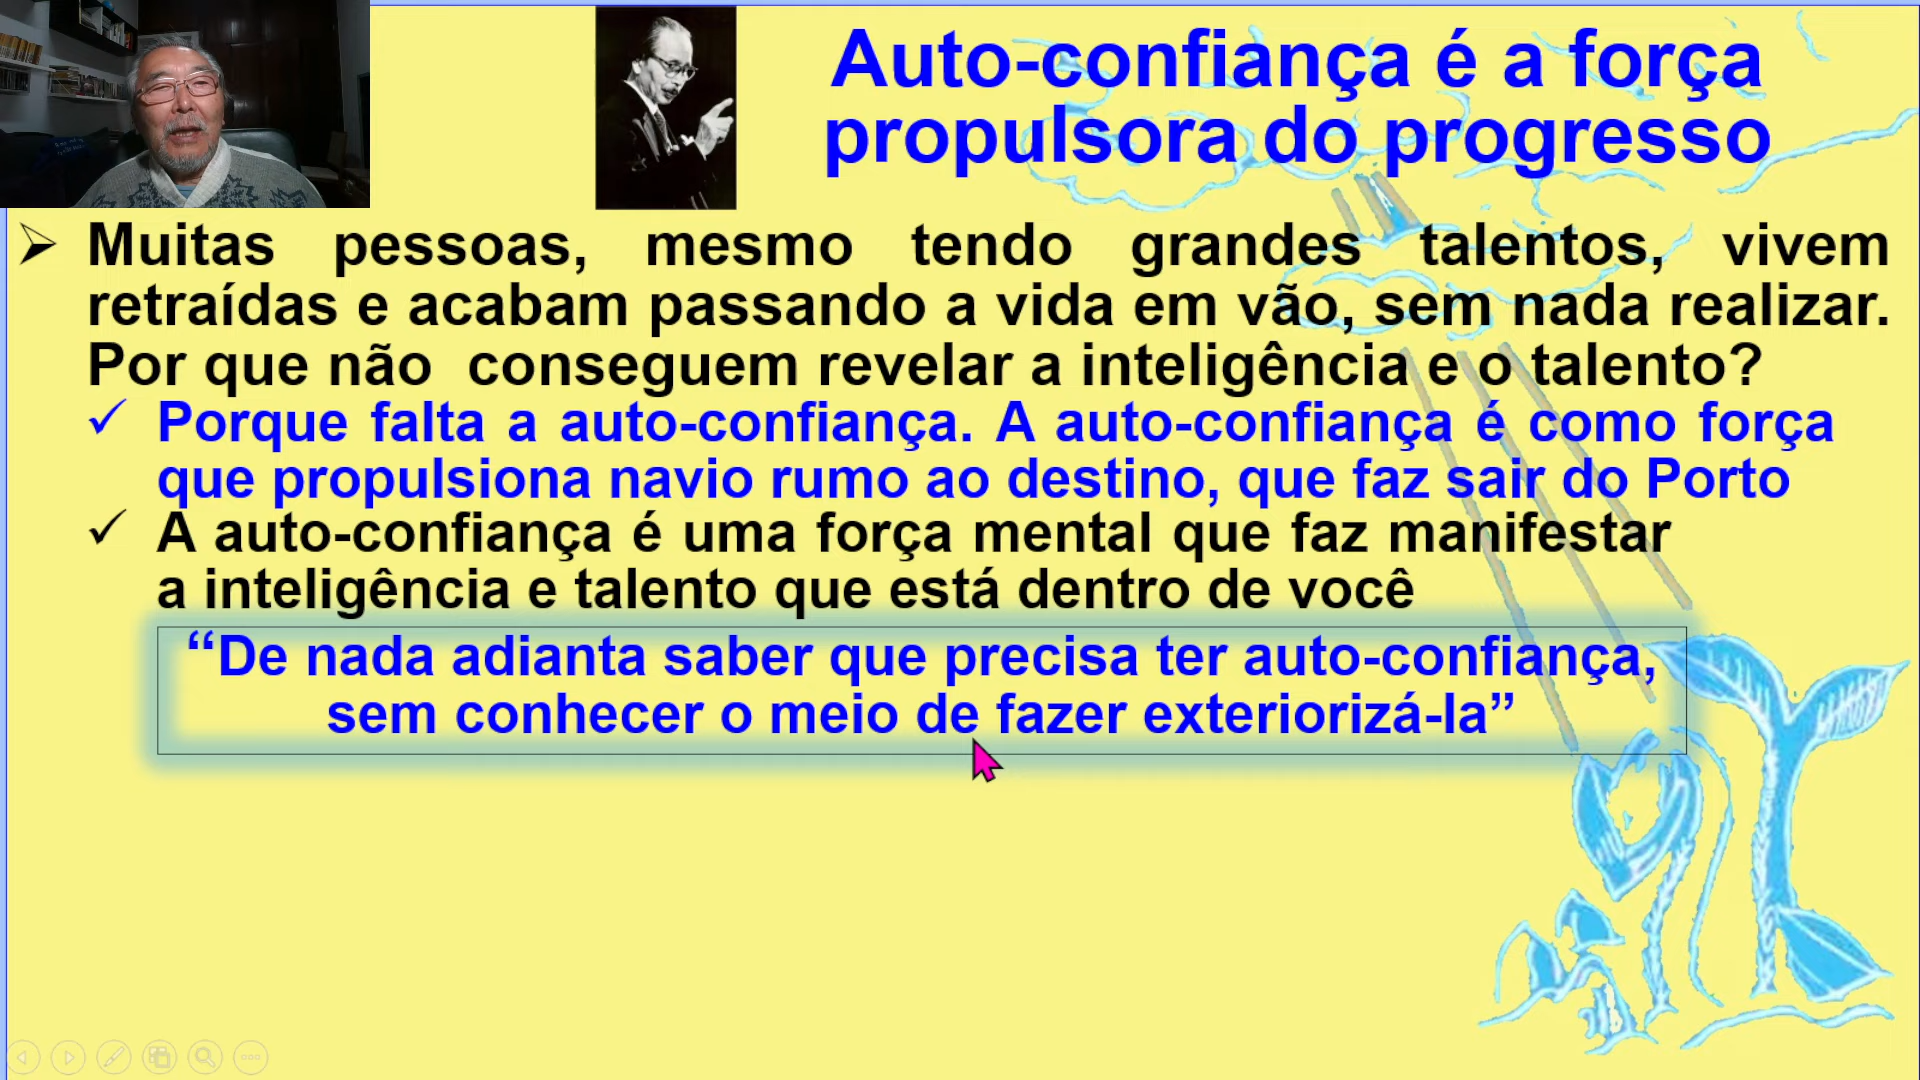 Auto-confiança é a força
propulsora do progresso
Muitas pessoas, mesmo tendo grandes talentos, vivem
retraídas e acabam passando a vida em vão, sem nada realizar.
Por que não conseguem revelar a inteligência e o talento?
Porque falta a auto-confiança. A auto-confiança é como força
que propulsiona navio rumo ao destino, que faz sair do Porto
A auto-confiança é uma força mental que faz manifestar
a inteligência e talento que está dentro de você
“De nada adianta saber que precisa ter auto-confiança,
sem conhecer o meio de fazer exteriorizá-la”